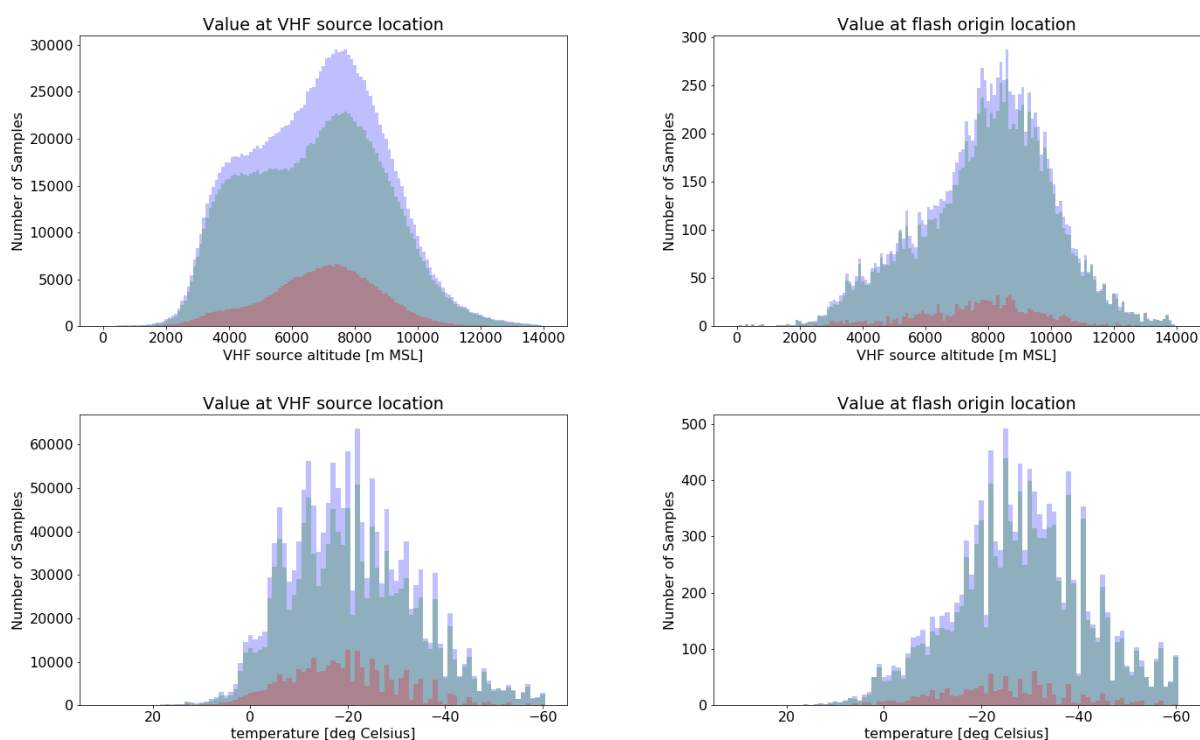 Value at VHF source location
30000
25000
20000
15000
10000
5000
0
Number of Samples
0 2000 4000 6000 8000 10000 12000 14000
VHF source altitude [m MSL]
Value at flash origin location
300
250
200
150
100
50
0
Number of Samples
0 2000 4000 6000 8000 10000 12000 14000
VHF source altitude [m MSL]
Value at VHF source location
60000
50000
40000
30000
20000
10000
0
Number of Samples
20 0 −20 −40 −60
temperature [deg Celsius]
Value at flash origin location
500
400
300
200
100
0
Number of Samples
20 0 −20 −40 −60
temperature [deg Celsius]